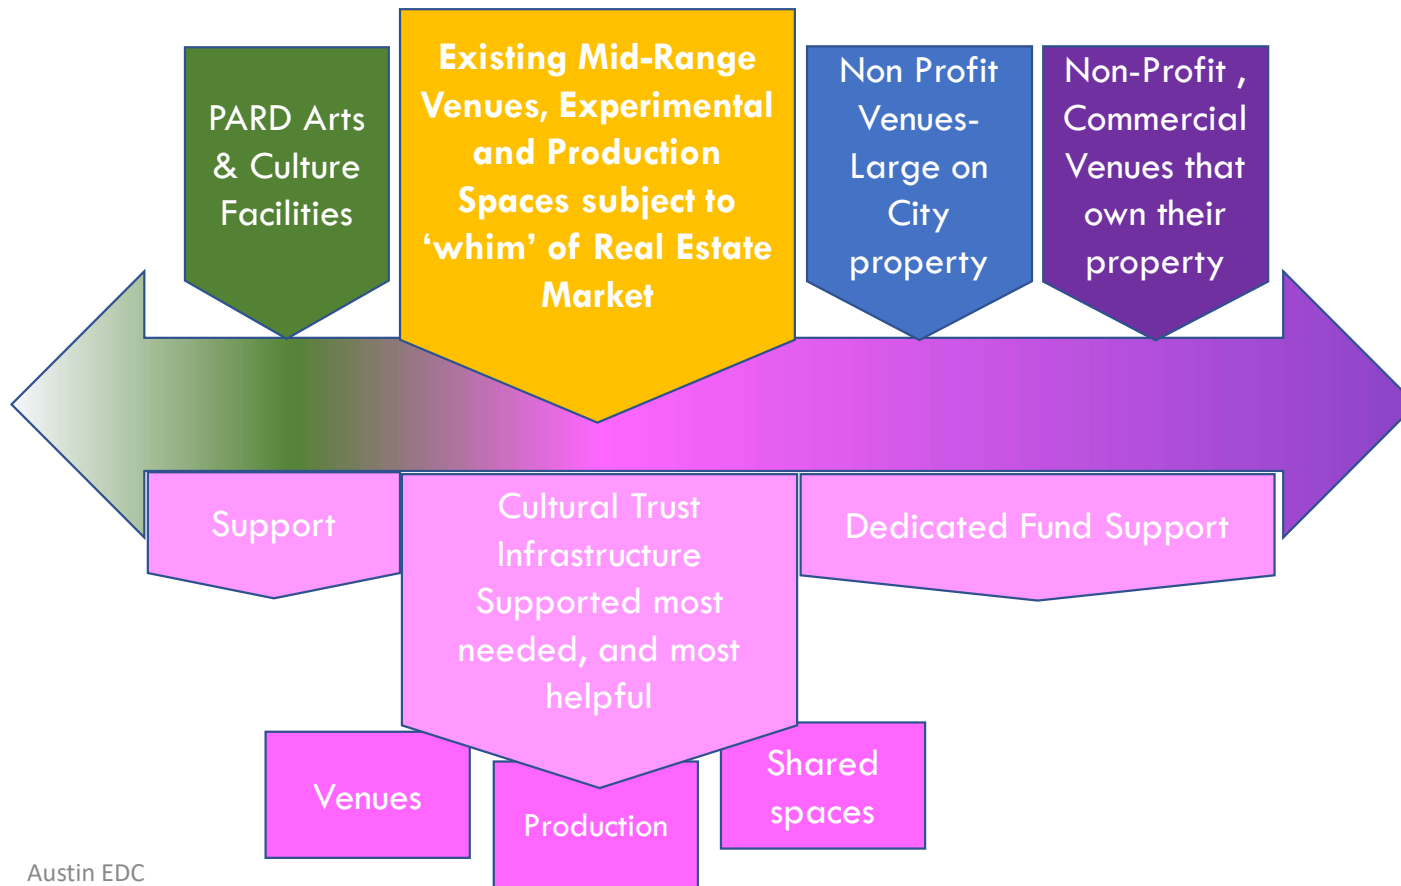 PARD Arts
& Culture
Facilities
Existing Mid-Range
Venues, Experimental
and Production
Spaces subject to
‘whim’ of Real Estate
Market
Non Profit
Venues-
Large on
City
property
Non-Profit ,
Commercial
Venues that
own their
property
Support
Cultural Trust
Infrastructure
Supported most
needed, and most
helpful
Dedicated Fund Support
Venues
Production
Shared
spaces
Austin EDC